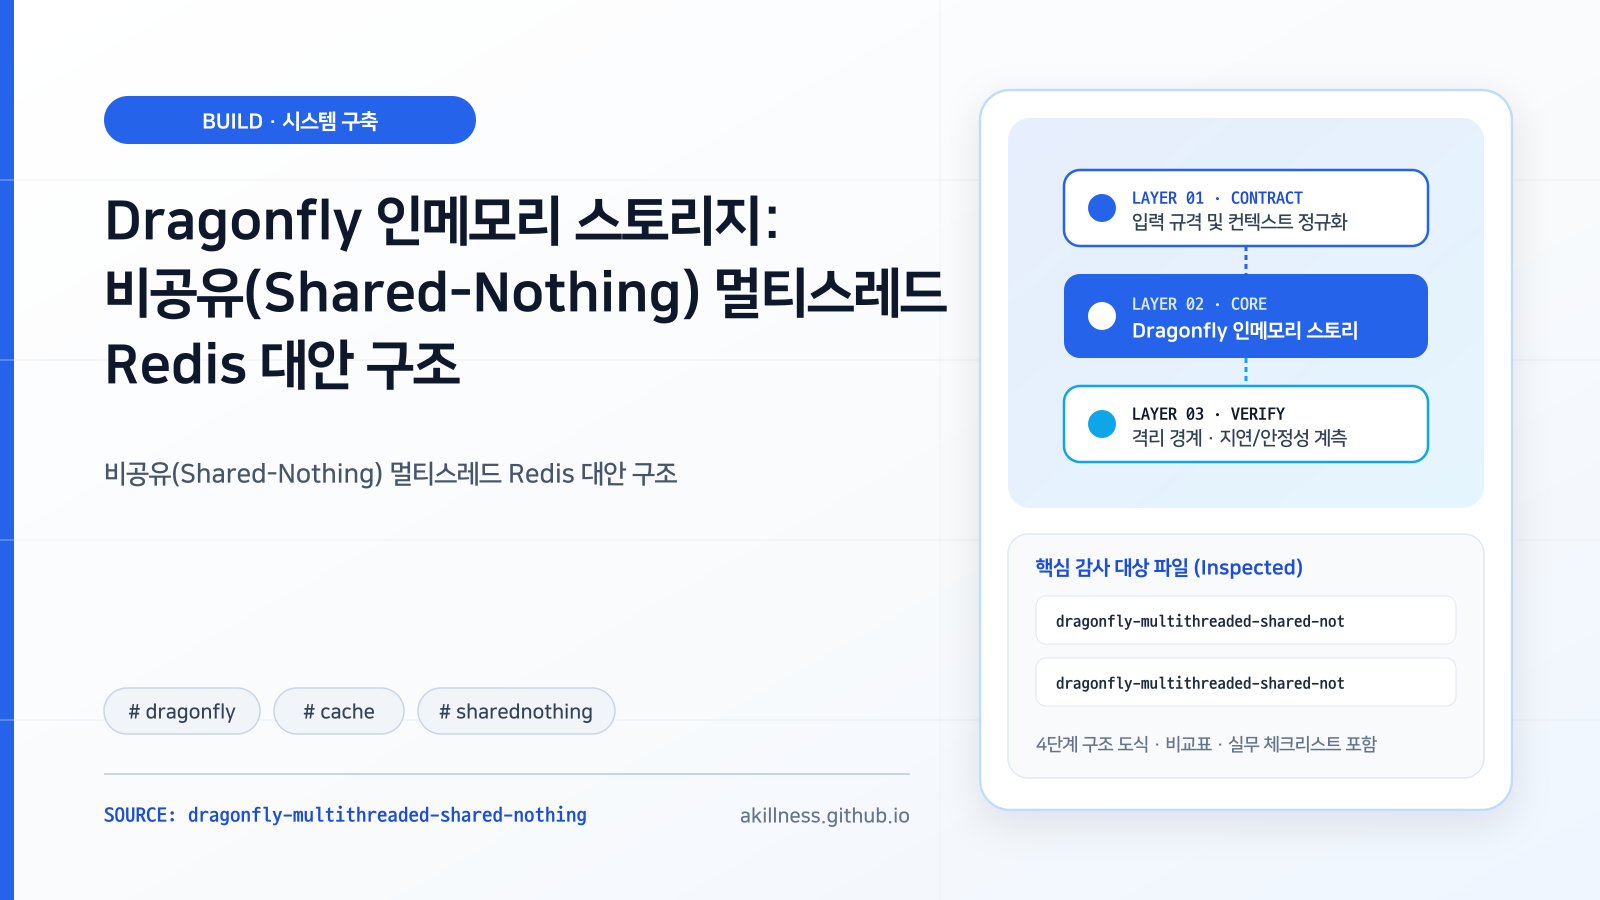 BUILD · 시스템 구축
Dragonfly 인메모리 스토리지:
비공유(Shared-Nothing) 멀티스레드
Redis 대안 구조
비공유(Shared-Nothing) 멀티스레드 Redis 대안 구조
# dragonfly
# cache
# sharednothing
SOURCE: dragonfly-multithreaded-shared-nothing
akillness.github.io
LAYER 01 · CONTRACT
입력 규격 및 컨텍스트 정규화
LAYER 02 · CORE
Dragonfly 인메모리 스토리
LAYER 03 · VERIFY
격리 경계 · 지연/안정성 계측
핵심 감사 대상 파일 (Inspected)
dragonfly-multithreaded-shared-not
dragonfly-multithreaded-shared-not
4단계 구조 도식 · 비교표 · 실무 체크리스트 포함